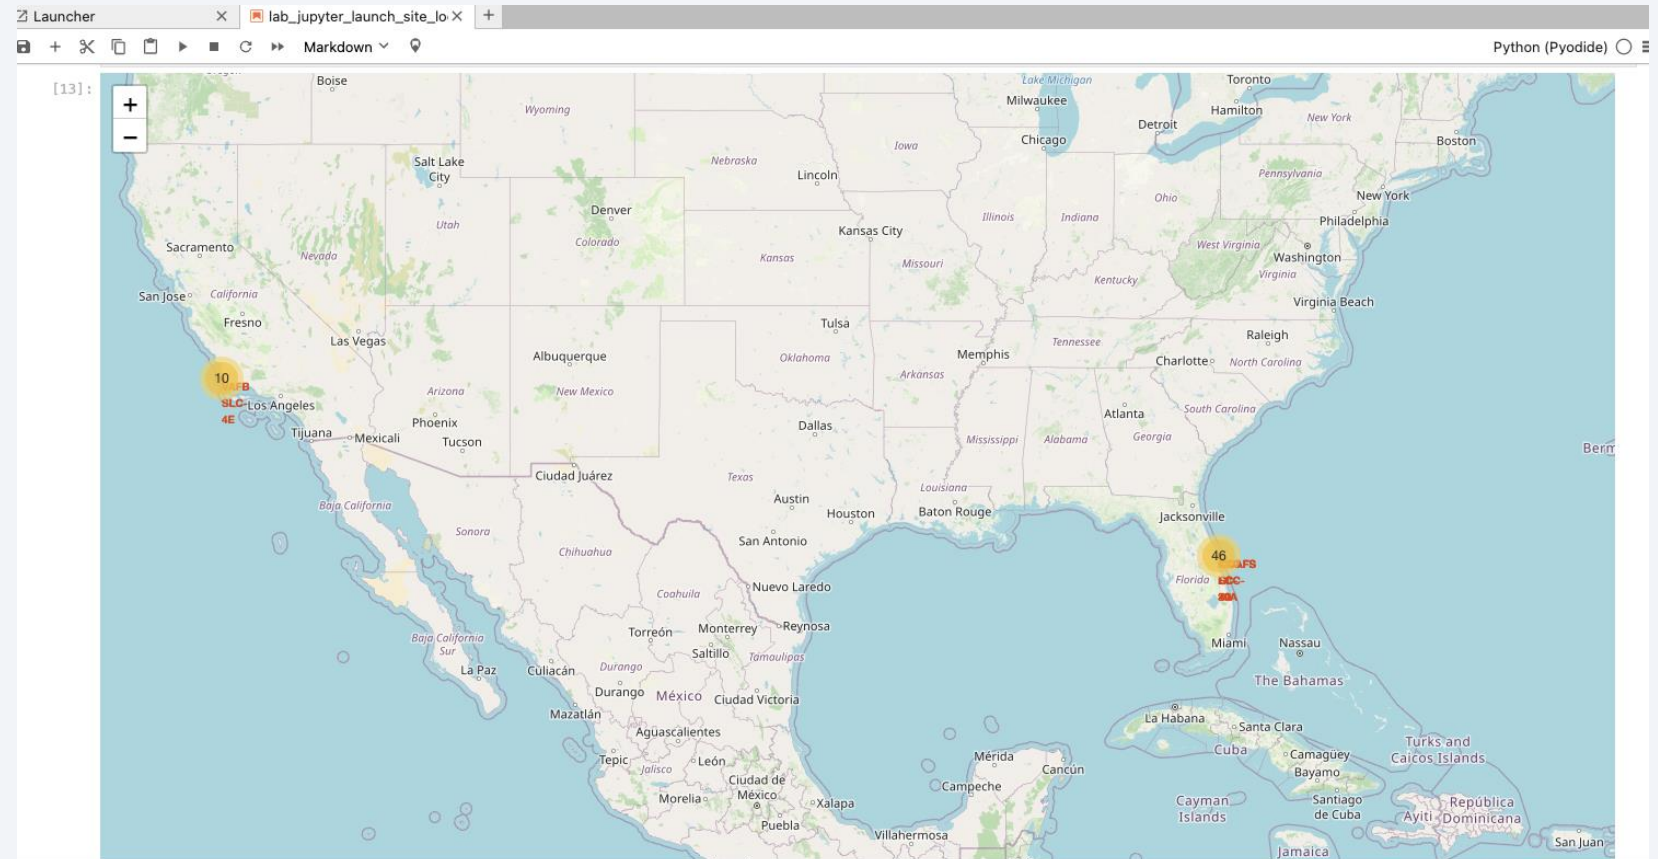 Launcher
lab_jupyter_launch_site_lo
Markdown
Python (Pyodide)
[13]:
+
−
Boise
Wyoming
Lake Michigan
Toronto
Milwaukee
Hamilton
New York
Detroit
Boston
Chicago
Iowa
Salt Lake
City
Nebraska
Lincoln
Pennsylvania
New York
Ohio
Denver
Illinois
Indiana
Philadelphia
Utah
Kansas City
Colorado
West Virginia
Sacramento
Nevada
Kansas
Missouri
Washington
Virginia
Kentucky
San Jose
California
Virginia Beach
Fresno
Tulsa
Las Vegas
Raleigh
Tennessee
Albuquerque
Oklahoma
Memphis
Charlotte
North Carolina
10
Arkansas
Arizona
New Mexico
SLC-
4E
Los Angeles
Phoenix
Atlanta
South Carolina
Tijuana
Mexicali
Tucson
Dallas
Mississippi
Alabama
Georgia
Ciudad Juárez
Texas
Louisiana
Austin
Baja California
Houston
Baton Rouge
Jacksonville
Sonora
San Antonio
Chihuahua
46
Florida
Nuevo Laredo
Coahuila
Reynosa
Torreón
Monterrey
Baja California
Sur
Saltillo
Tamaulipas
Miami
Nassau
La Paz
Culiacán
Durango
The Bahamas
Durango
México
Ciudad Victoria
Mazatlán
La Habana
Santa Clara
Aguascalientes
Cuba
Camagüey
Turks and
Caicos Islands
Tepic
León
Jalisco
Mérida
Cancún
Bayamo
Ciudad de
México
Campeche
Morelia
Xalapa
Cayman
Islands
Santiago
de Cuba
República
Dominicana
Ayiti
Puebla
Villahermosa
San Juan
Jamaica